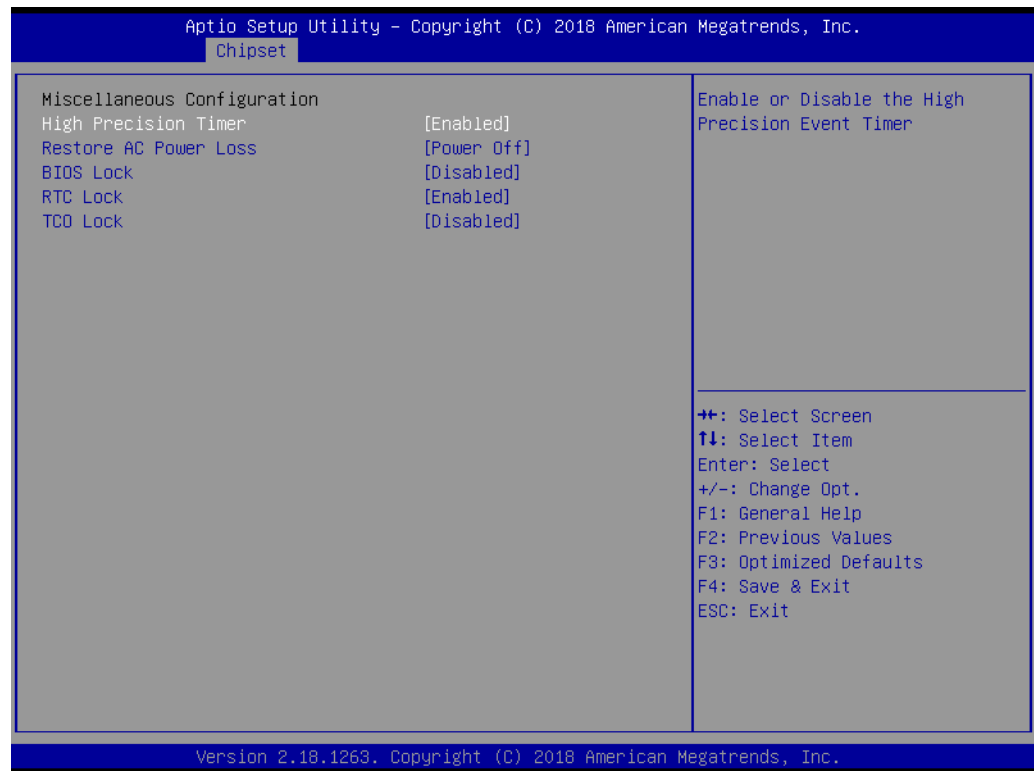 Aptio Setup Utility – Copyright (C) 2018 American Megatrends, Inc.
Chipset
Miscellaneous Configuration
High Precision Timer [Enabled]
Restore AC Power Loss [Power Off]
BIOS Lock [Disabled]
RTC Lock [Enabled]
TCO Lock [Disabled]
Enable or Disable the High
Precision Event Timer
→←: Select Screen
↑↓: Select Item
Enter: Select
+/-: Change Opt.
F1: General Help
F2: Previous Values
F3: Optimized Defaults
F4: Save & Exit
ESC: Exit
Version 2.18.1263. Copyright (C) 2018 American Megatrends, Inc.